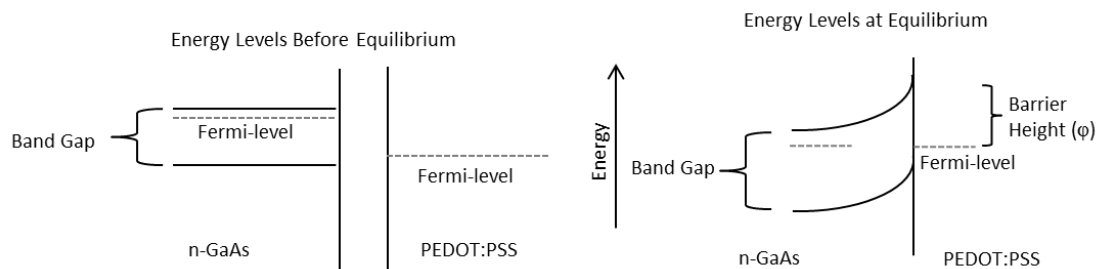 Energy Levels Before Equilibrium
Band Gap
Fermi-level
Fermi-level
n-GaAs
PEDOT:PSS
Energy Levels at Equilibrium
Energy
Barrier
Height (φ)
Band Gap
Fermi-level
n-GaAs
PEDOT:PSS